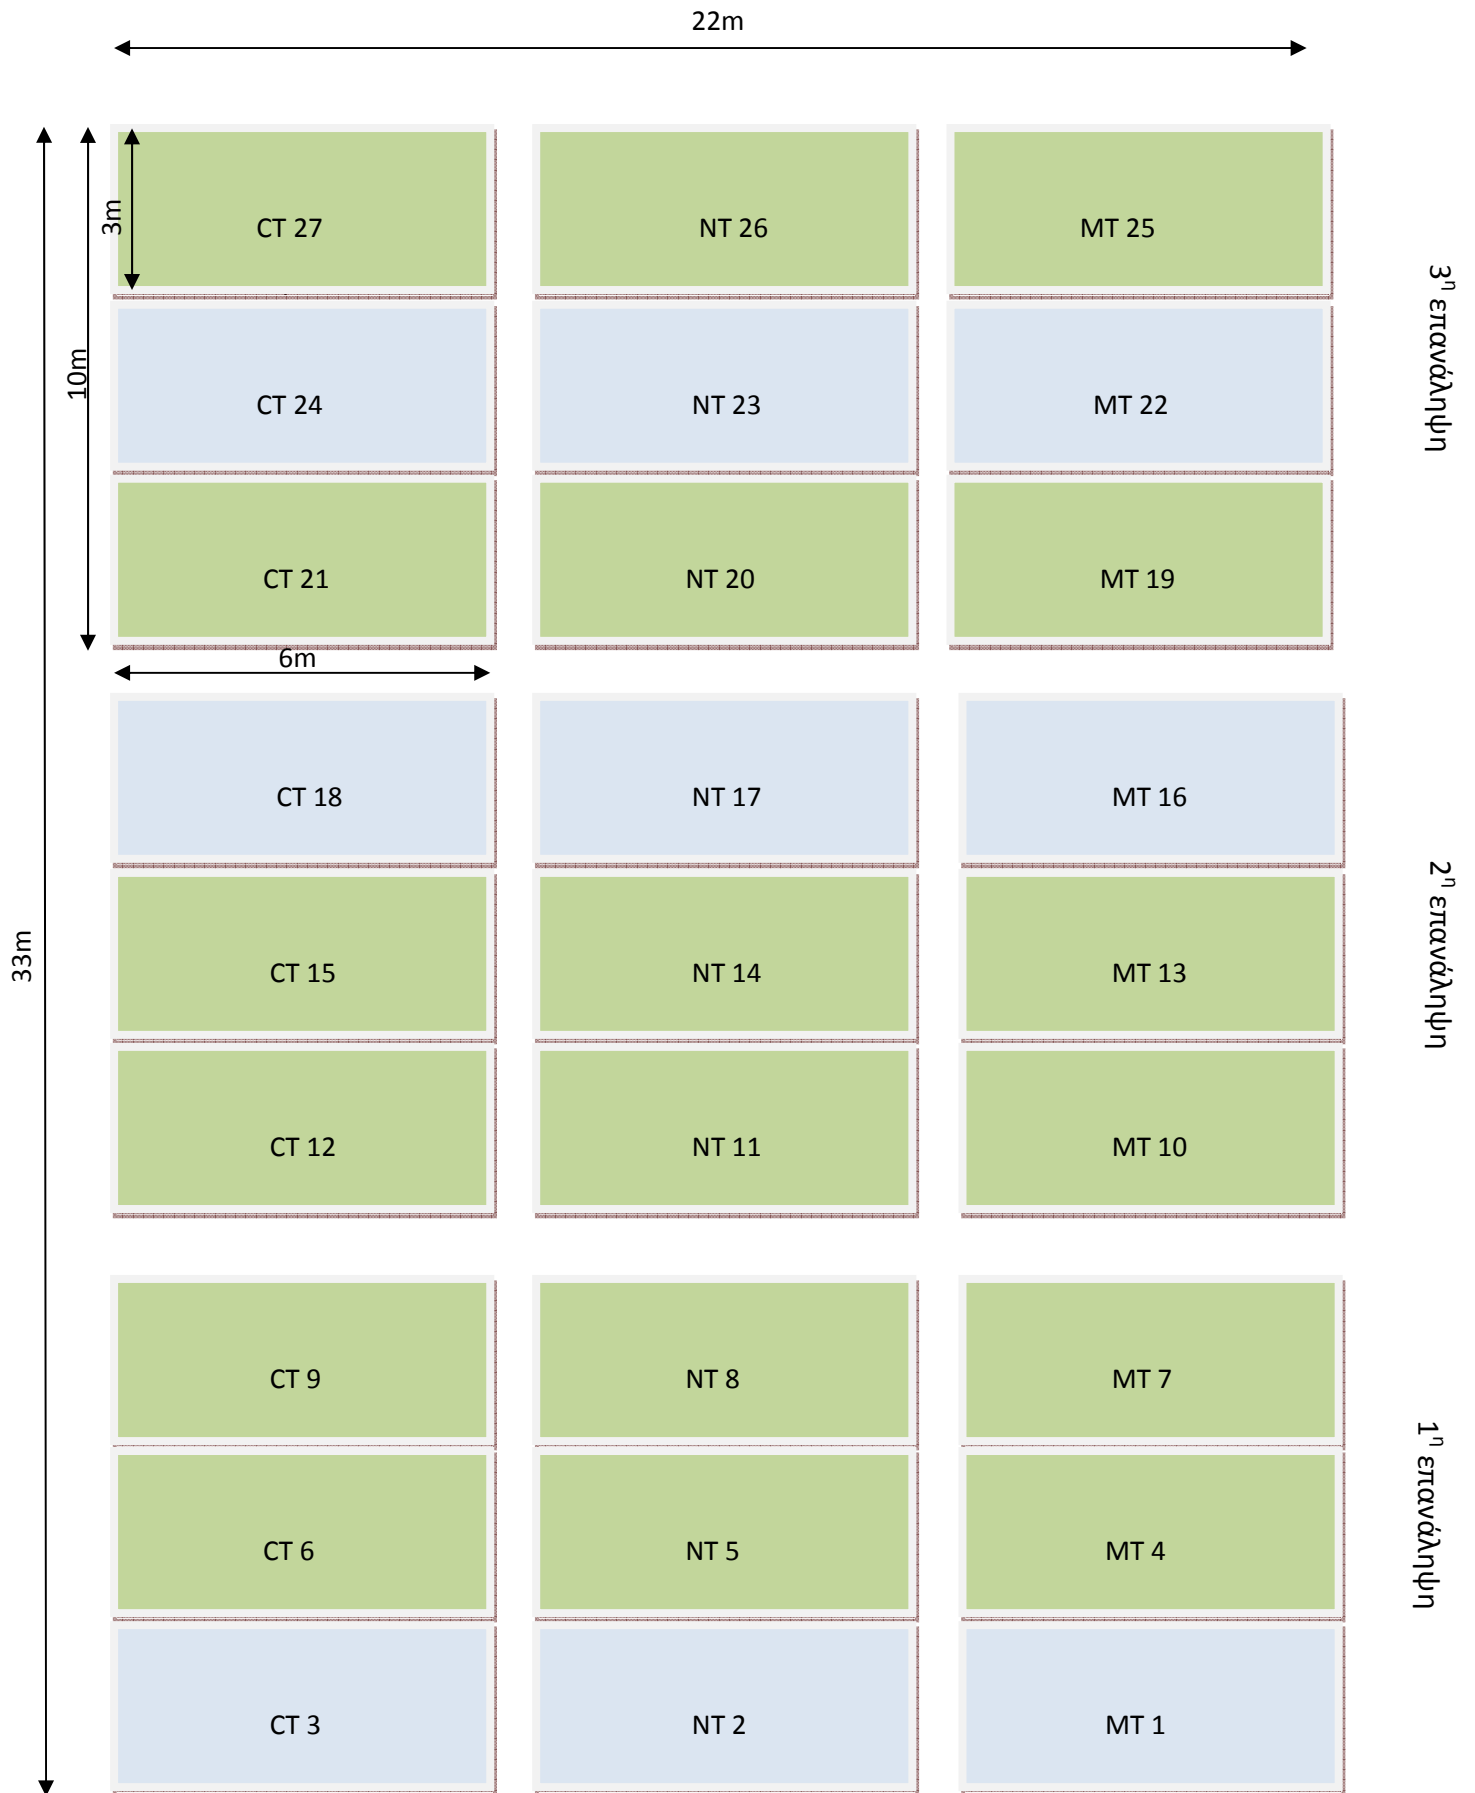 22m
3m
10m
33m
CT 27
NT 26
MT 25
3η επανάληψη
CT 24
NT 23
MT 22
CT 21
NT 20
MT 19
6m
CT 18
NT 17
MT 16
2η επανάληψη
CT 15
NT 14
MT 13
CT 12
NT 11
MT 10
CT 9
NT 8
MT 7
1η επανάληψη
CT 6
NT 5
MT 4
CT 3
NT 2
MT 1